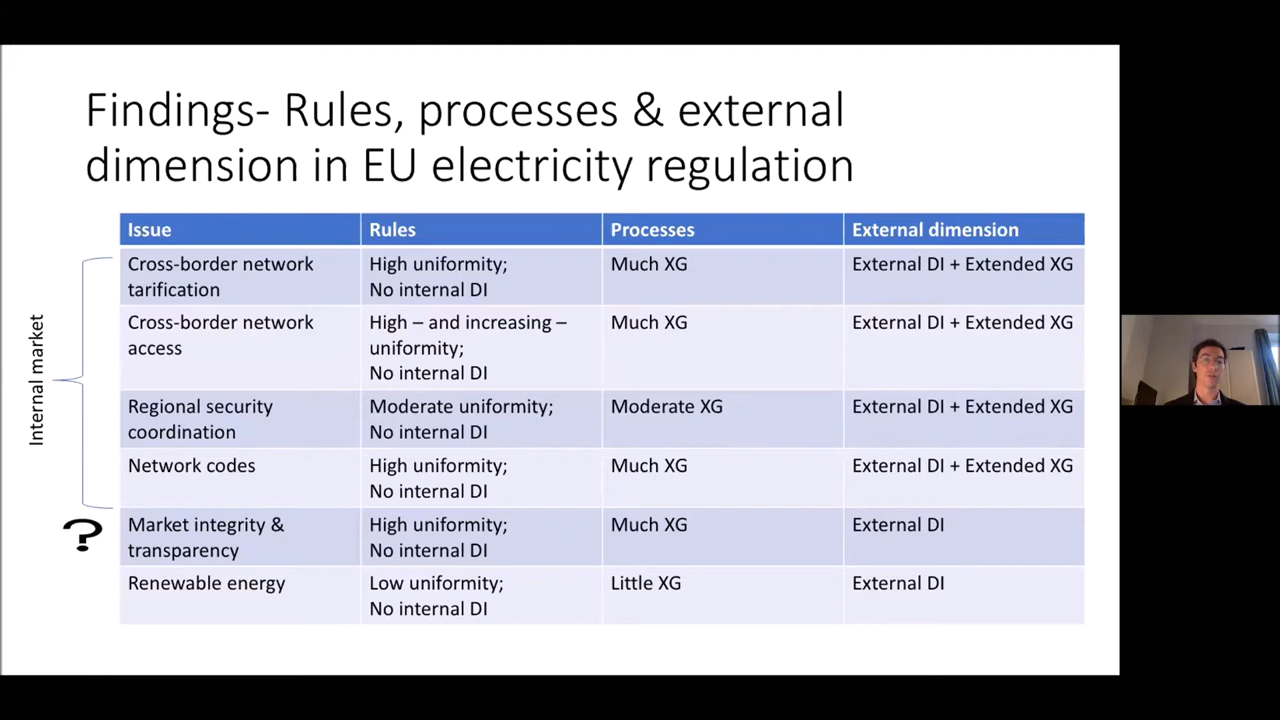 Findings- Rules, processes & external
dimension in EU electricity regulation
Issue
Rules
Processes
External dimension
Internal market
Cross-border network
tarification
High uniformity;
No internal DI
Much XG
External DI + Extended XG
Cross-border network
access
High – and increasing –
uniformity;
No internal DI
Much XG
External DI + Extended XG
Regional security
coordination
Moderate uniformity;
No internal DI
Moderate XG
External DI + Extended XG
Network codes
High uniformity;
No internal DI
Much XG
External DI + Extended XG
?
Market integrity &
transparency
High uniformity;
No internal DI
Much XG
External DI
Renewable energy
Low uniformity;
No internal DI
Little XG
External DI